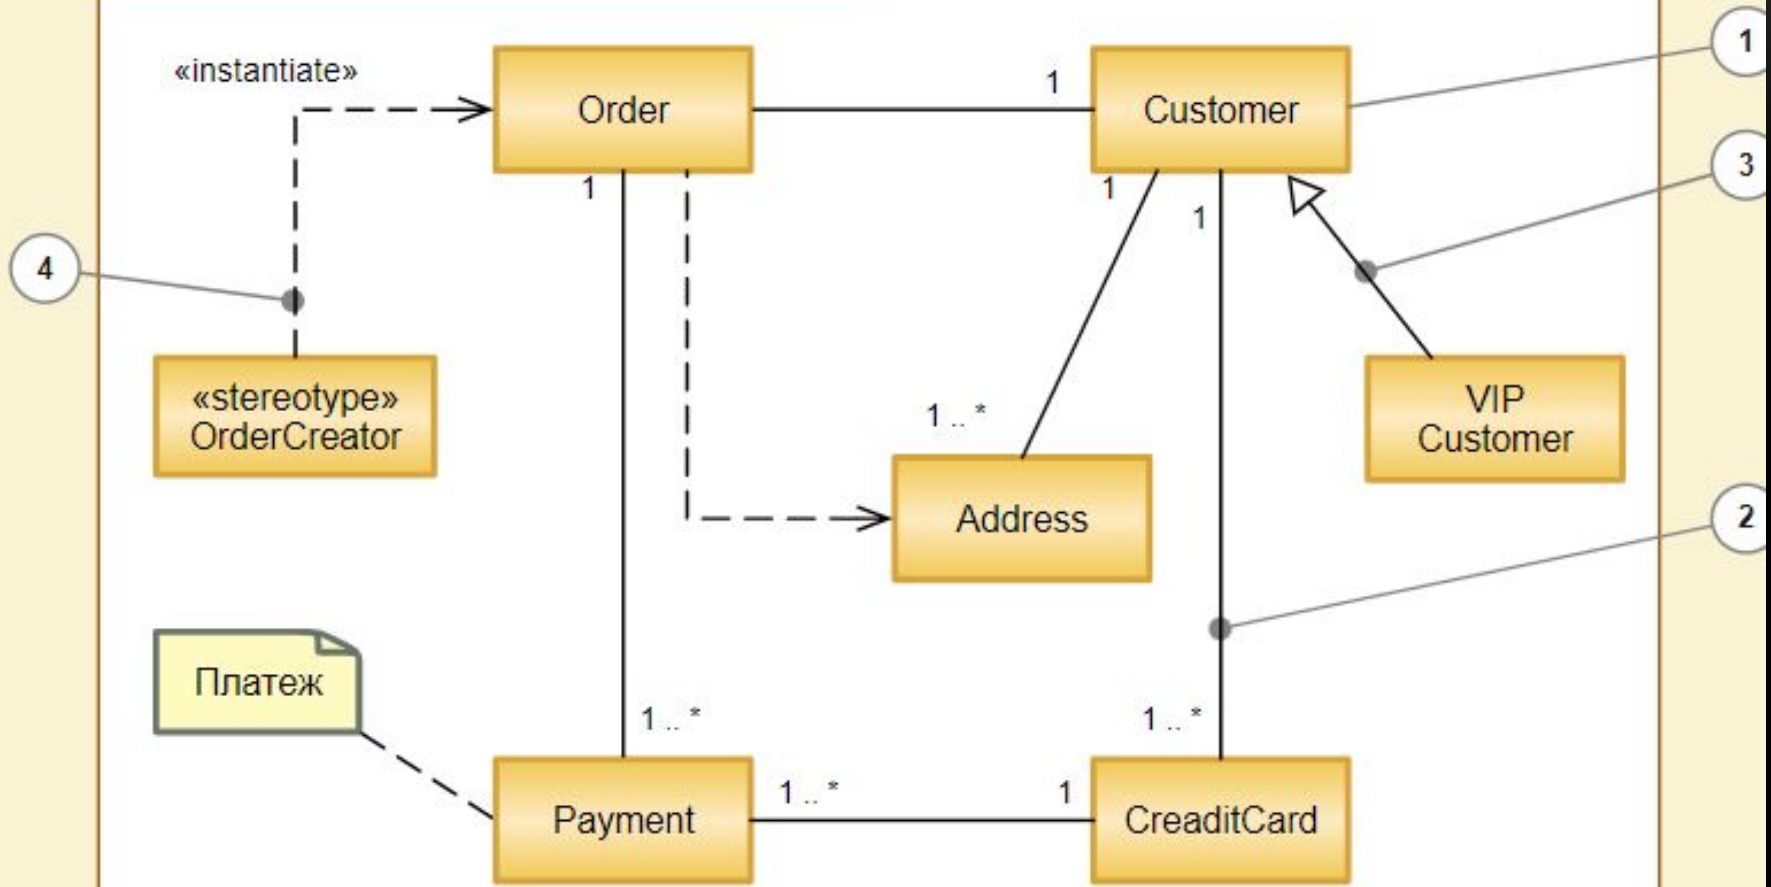 1
«instantiate»
1
Order
Customer
3
1
1
1
4
«stereotype»
OrderCreator
1 .. *
VIP
Customer
Address
2
Платеж
1 .. *
1 .. *
1 .. *
1
Payment
CreaditCard